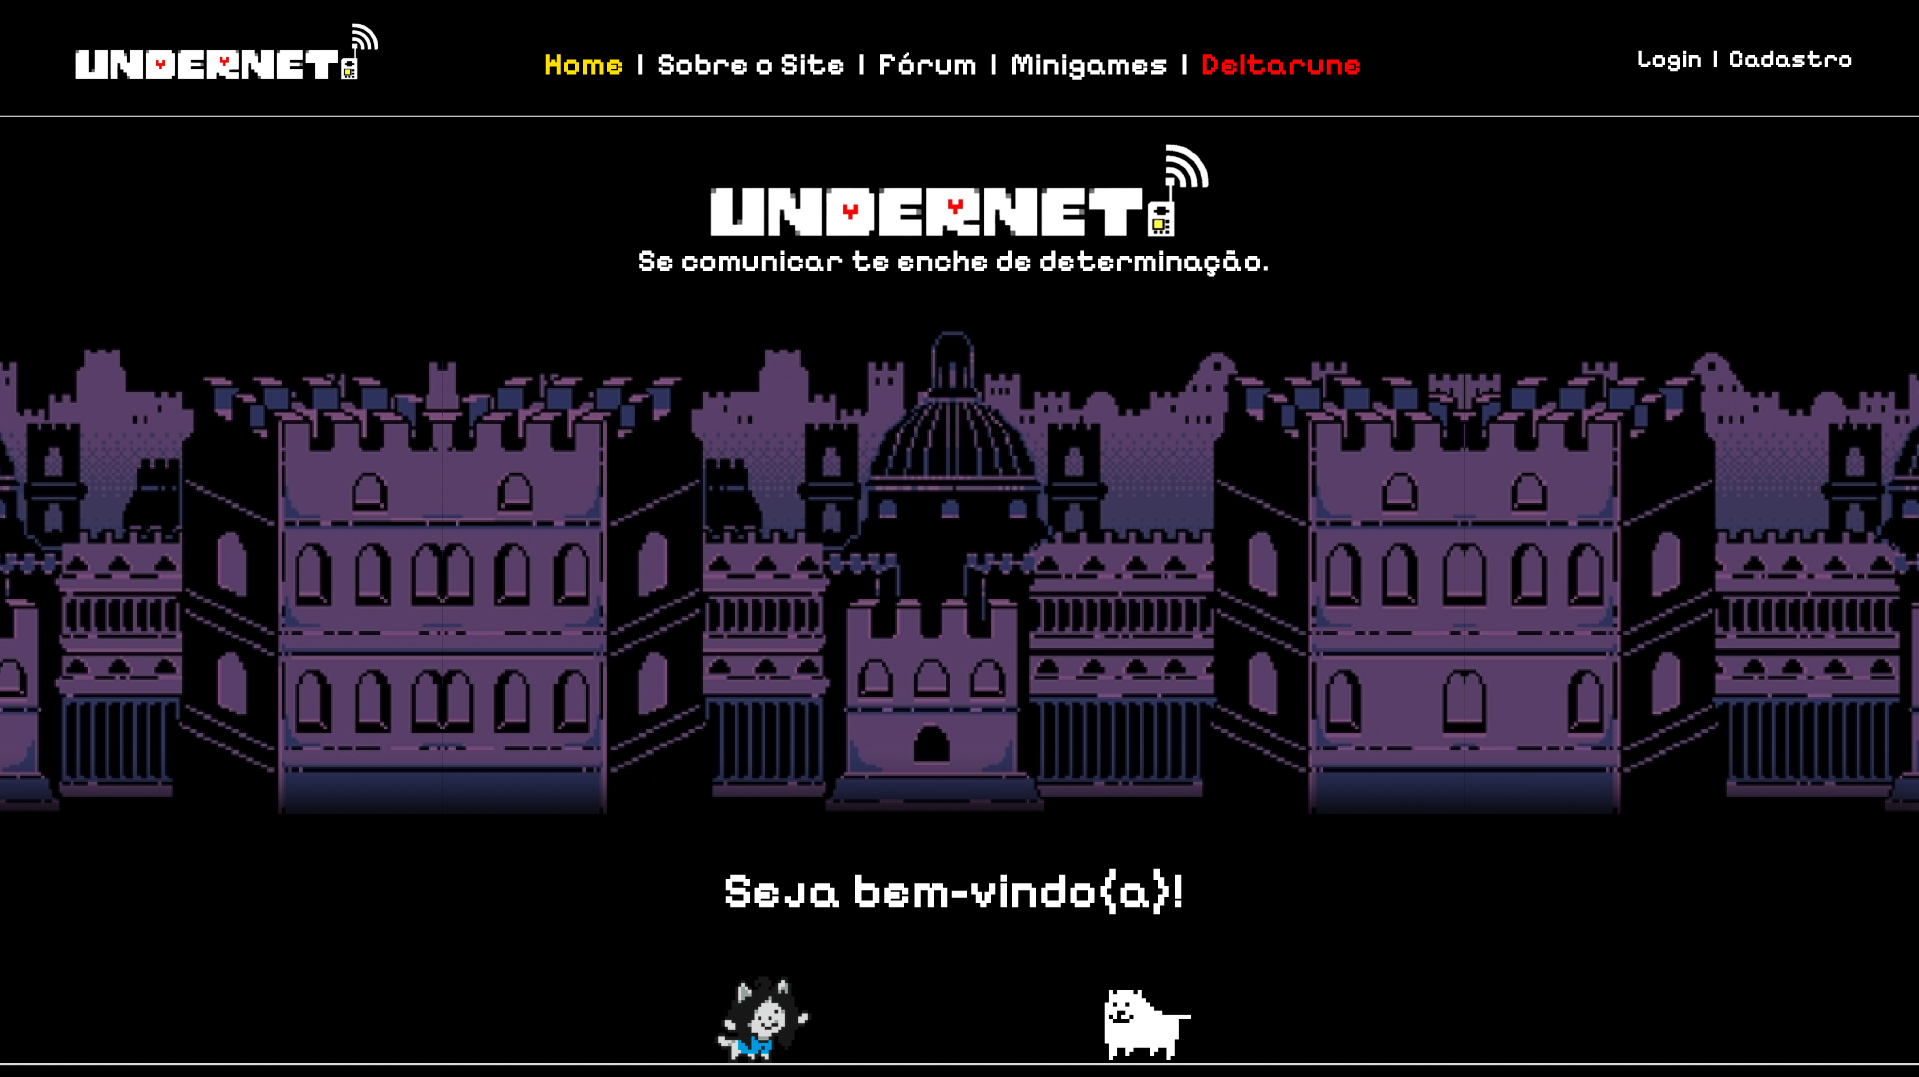 UNDERNET
Home | Sobre o Site | Fórum | Minigames | Deltarune
Login | Cadastro
UNDERNET
Se comunicar te enche de determinação.
Seja bem-vindo(a)!